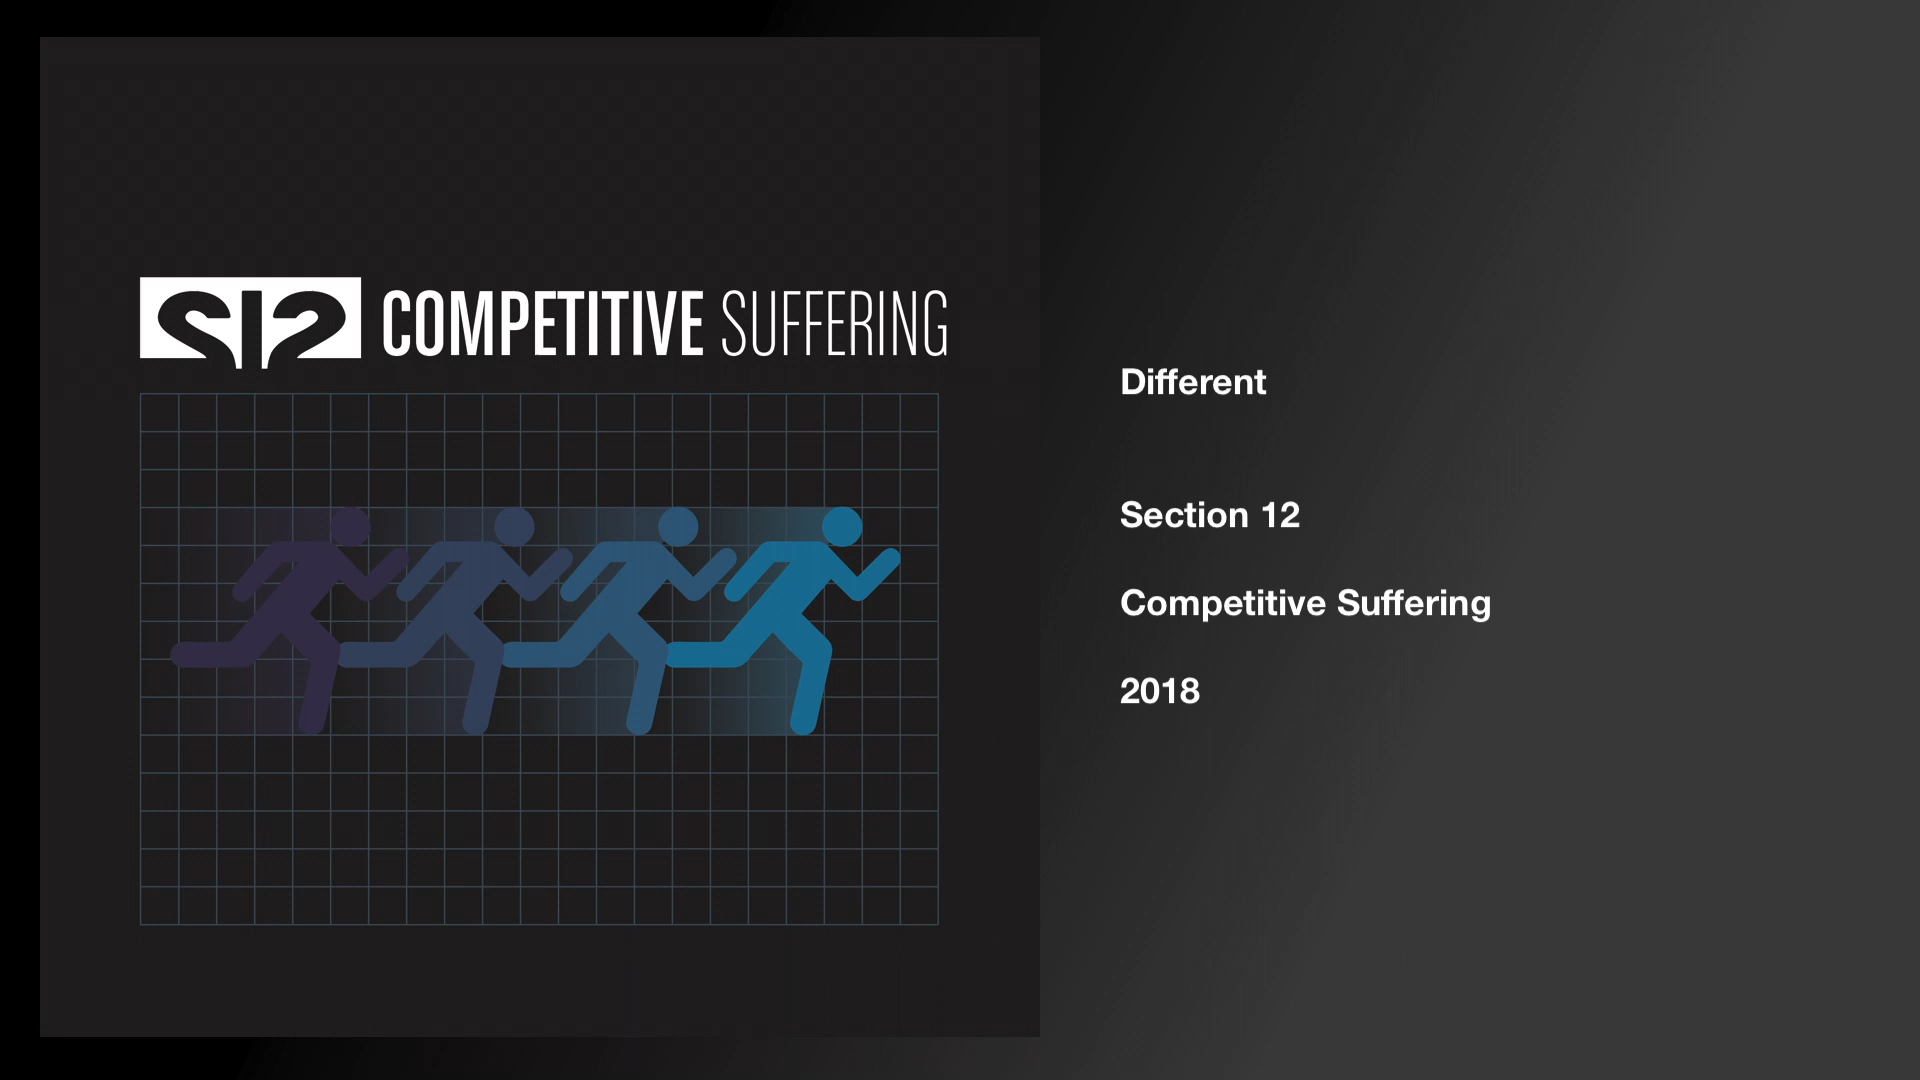 S12 COMPETITIVE SUFFERING
Different
Section 12
Competitive Suffering
2018